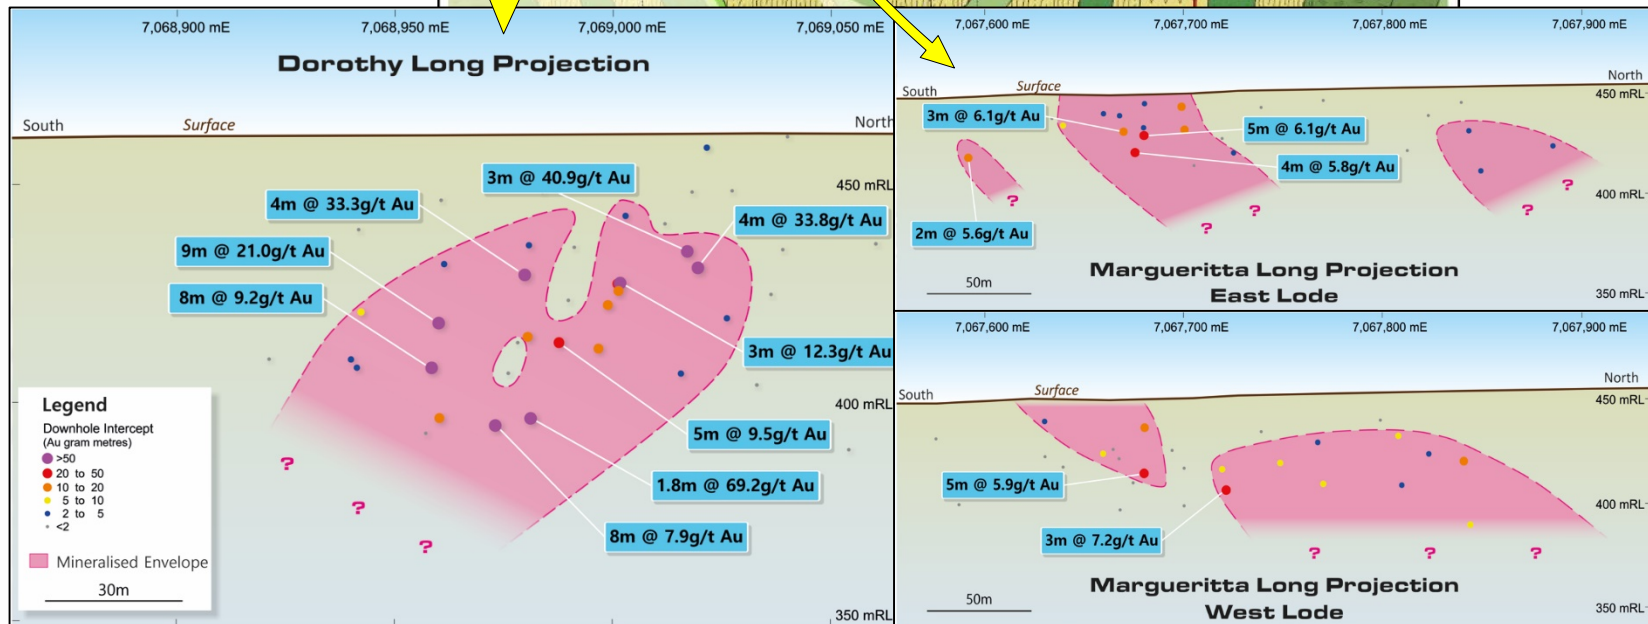 7,068,900 mE
7,068,950 mE
7,069,000 mE
7,069,050 mE
Dorothy Long Projection
South
Surface
North
450 mRL
400 mRL
350 mRL
3m @ 40.9g/t Au
4m @ 33.3g/t Au
4m @ 33.8g/t Au
9m @ 21.0g/t Au
8m @ 9.2g/t Au
3m @ 12.3g/t Au
5m @ 9.5g/t Au
1.8m @ 69.2g/t Au
8m @ 7.9g/t Au
?
?
?
Legend
Downhole Intercept
(Au gram metres)
>50
20 to 50
10 to 20
5 to 10
2 to 5
<2
Mineralised Envelope
30m
7,067,600 mE
7,067,700 mE
7,067,800 mE
7,067,900 mE
South
Surface
North
450 mRL
400 mRL
350 mRL
3m @ 6.1g/t Au
5m @ 6.1g/t Au
4m @ 5.8g/t Au
2m @ 5.6g/t Au
?
?
?
?
?
50m
Margueritta Long Projection
East Lode
7,067,600 mE
7,067,700 mE
7,067,800 mE
7,067,900 mE
South
Surface
North
450 mRL
400 mRL
350 mRL
5m @ 5.9g/t Au
3m @ 7.2g/t Au
?
?
?
50m
Margueritta Long Projection
West Lode